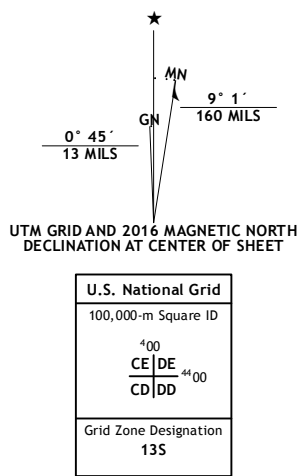 ★
MN
GN
9° 1´
160 MILS
0° 45´
13 MILS
UTM GRID AND 2016 MAGNETIC NORTH
DECLINATION AT CENTER OF SHEET
U.S. National Grid
100,000-m Square ID
⁴00
CE DE
⁴⁴00
CD DD
Grid Zone Designation
13S